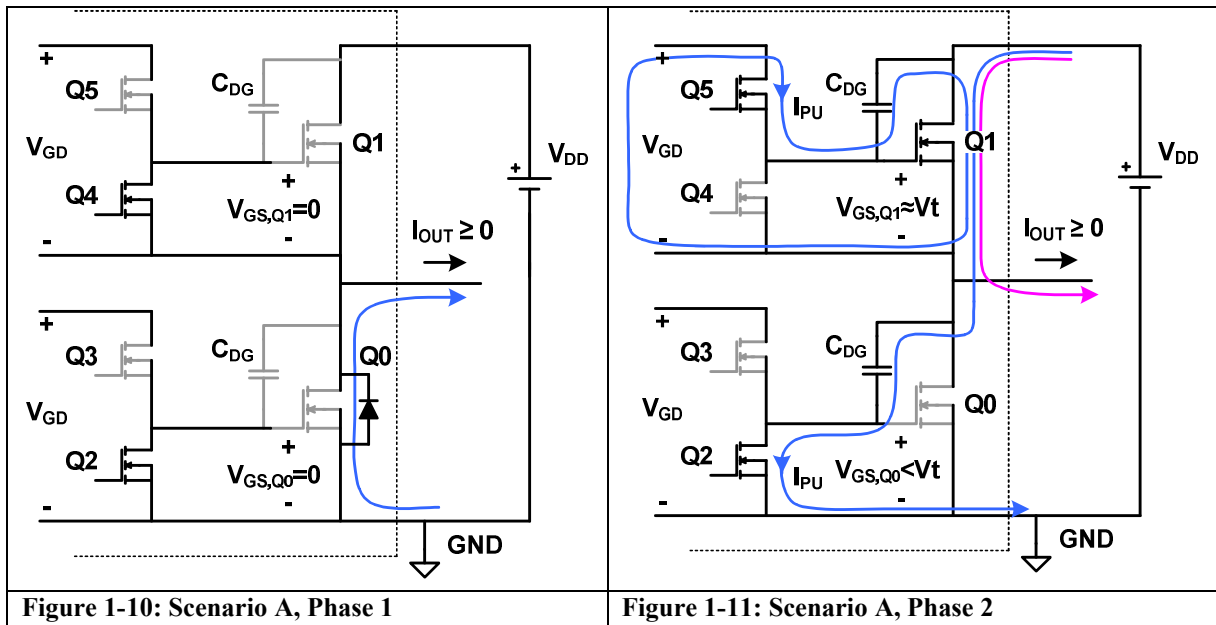 +
Q5
C_DG
V_GD
Q1
Q4
+
V_GS,Q1=0
-
-
V_DD
+
I_OUT ≥ 0
+
Q3
C_DG
Q0
V_GD
Q2
+
V_GS,Q0=0
-
-
GND
Figure 1-10: Scenario A, Phase 1
+
Q5
I_PU
C_DG
V_GD
Q1
Q4
+
V_GS,Q1≈Vt
-
-
V_DD
+
I_OUT ≥ 0
+
Q3
C_DG
Q0
V_GD
Q2
I_PU
+
V_GS,Q0<Vt
-
-
GND
Figure 1-11: Scenario A, Phase 2